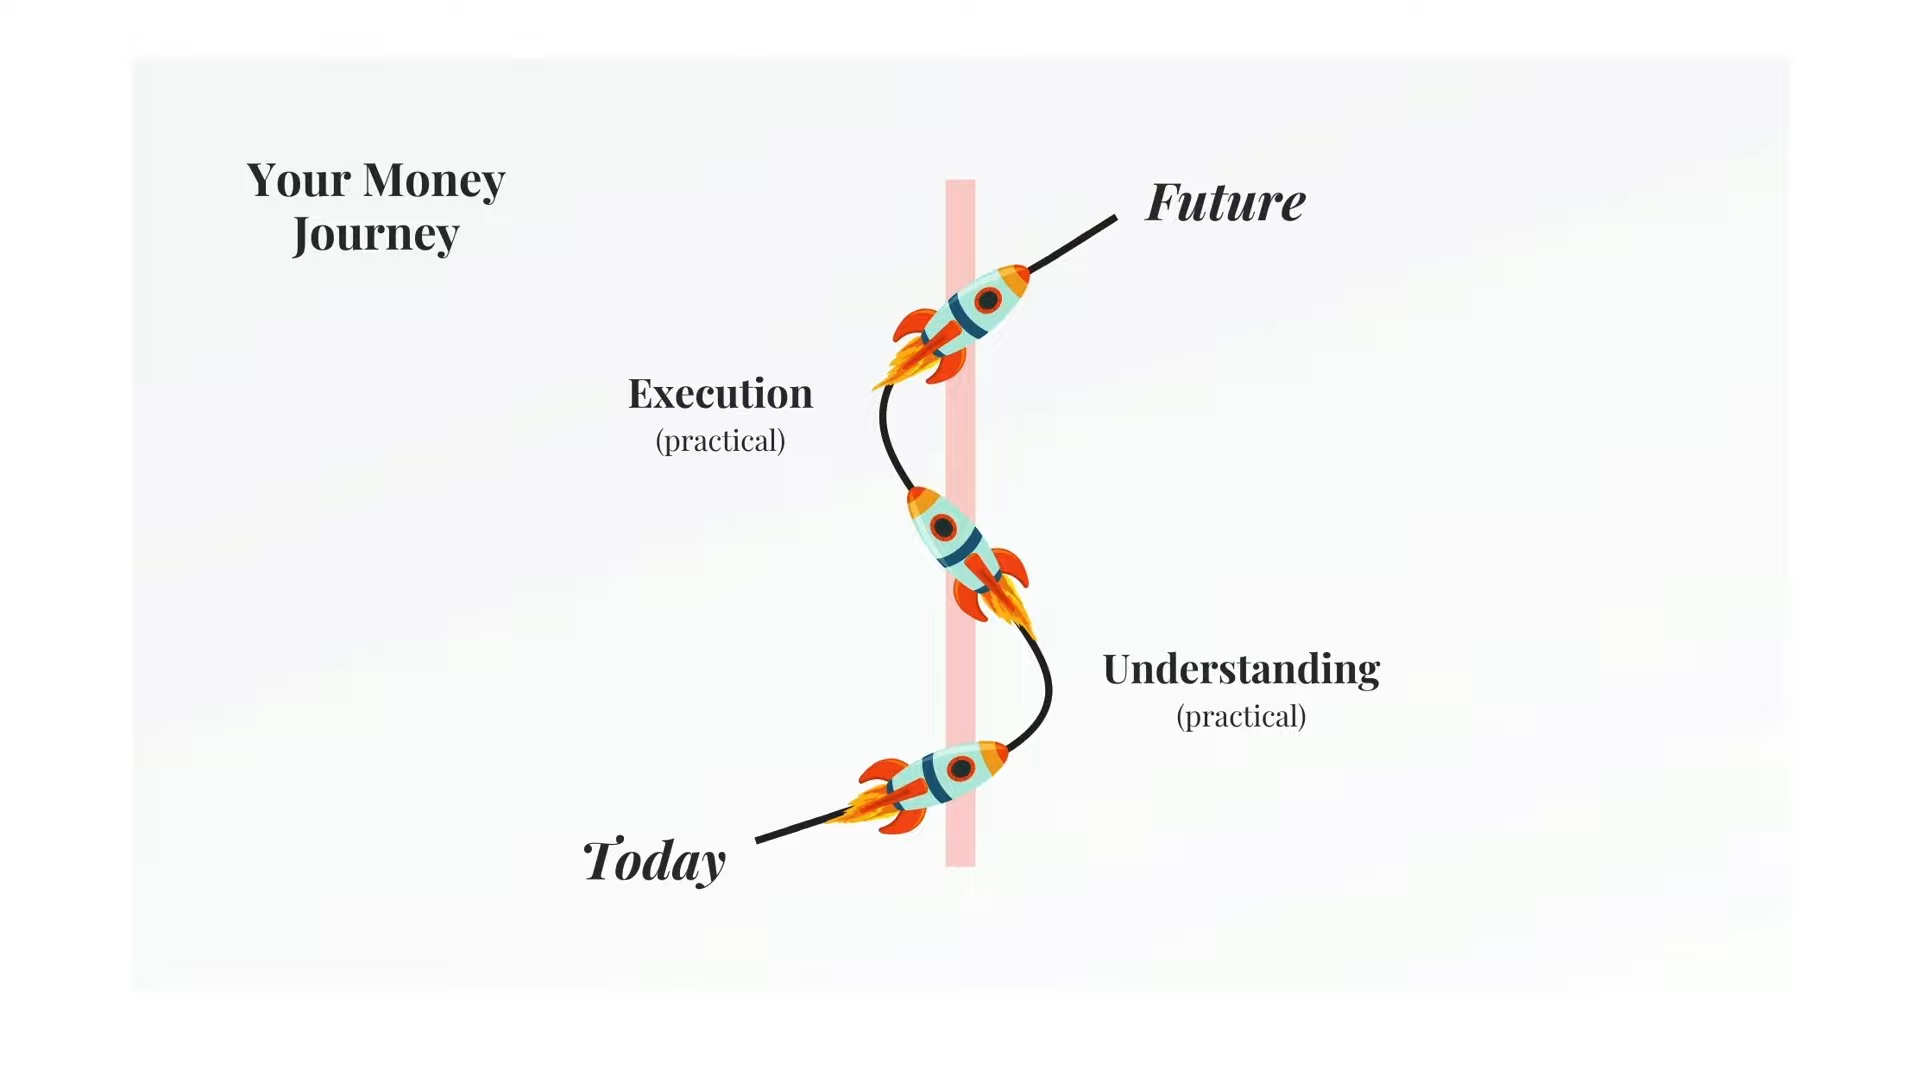 Your Money
Journey
Future
Execution
(practical)
Understanding
(practical)
Today